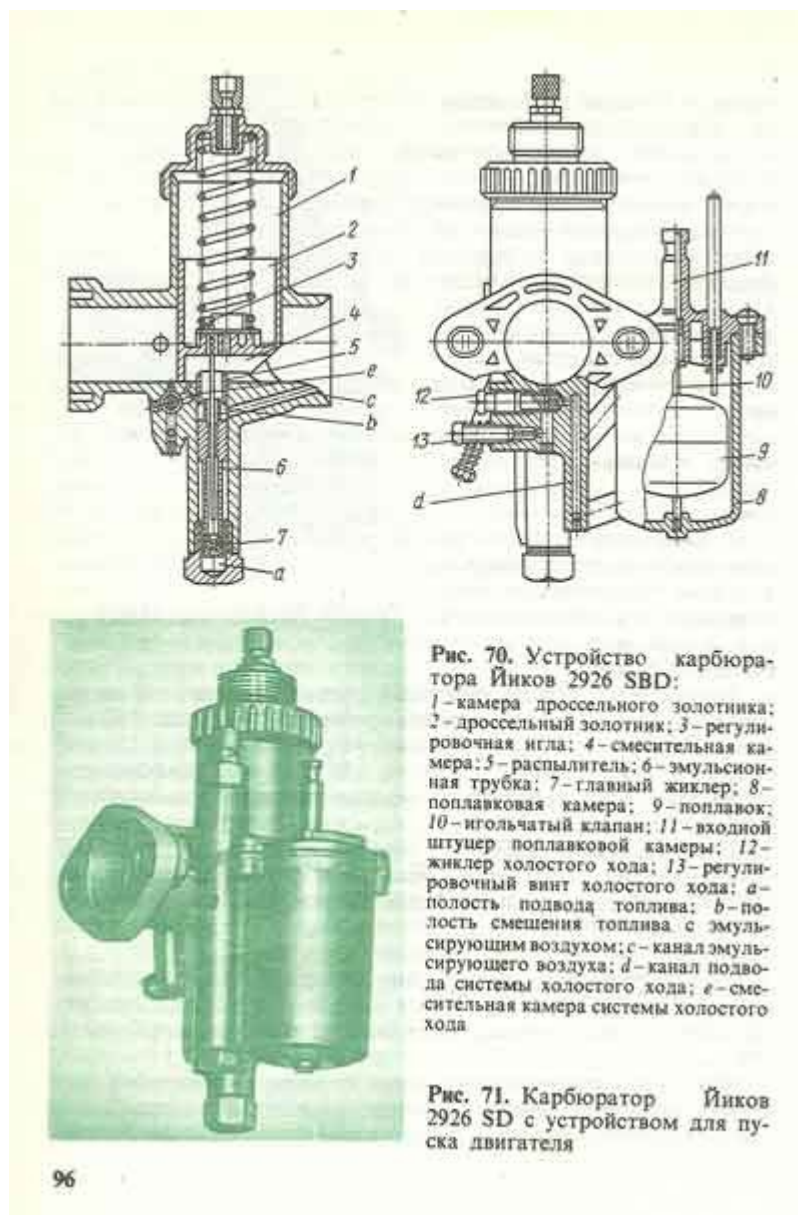 1
2
3
4
5
e
c
b
6
7
a
11
12
10
13
9
d
8
Рис. 70. Устройство карбюра-
тора Йиков 2926 SBD:
1-камера дроссельного золотника;
2-дроссельный золотник; 3-регули-
ровочная игла; 4-смесительная ка-
мера; 5-распылитель; 6-эмульсион-
ная трубка; 7-главный жиклер; 8-
поплавковая камера; 9-поплавок;
10-игольчатый клапан; 11-входной
штуцер поплавковой камеры; 12-
жиклер холостого хода; 13-регули-
ровочный винт холостого хода; a-
полость подвода топлива; b-по-
лость смешения топлива с эмуль-
сирующим воздухом; c-канал эмуль-
сирующего воздуха; d-канал подво-
да системы холостого хода; e-сме-
сительная камера системы холостого
хода
Рис. 71. Карбюратор Йиков
2926 SD с устройством для пу-
ска двигателя
96